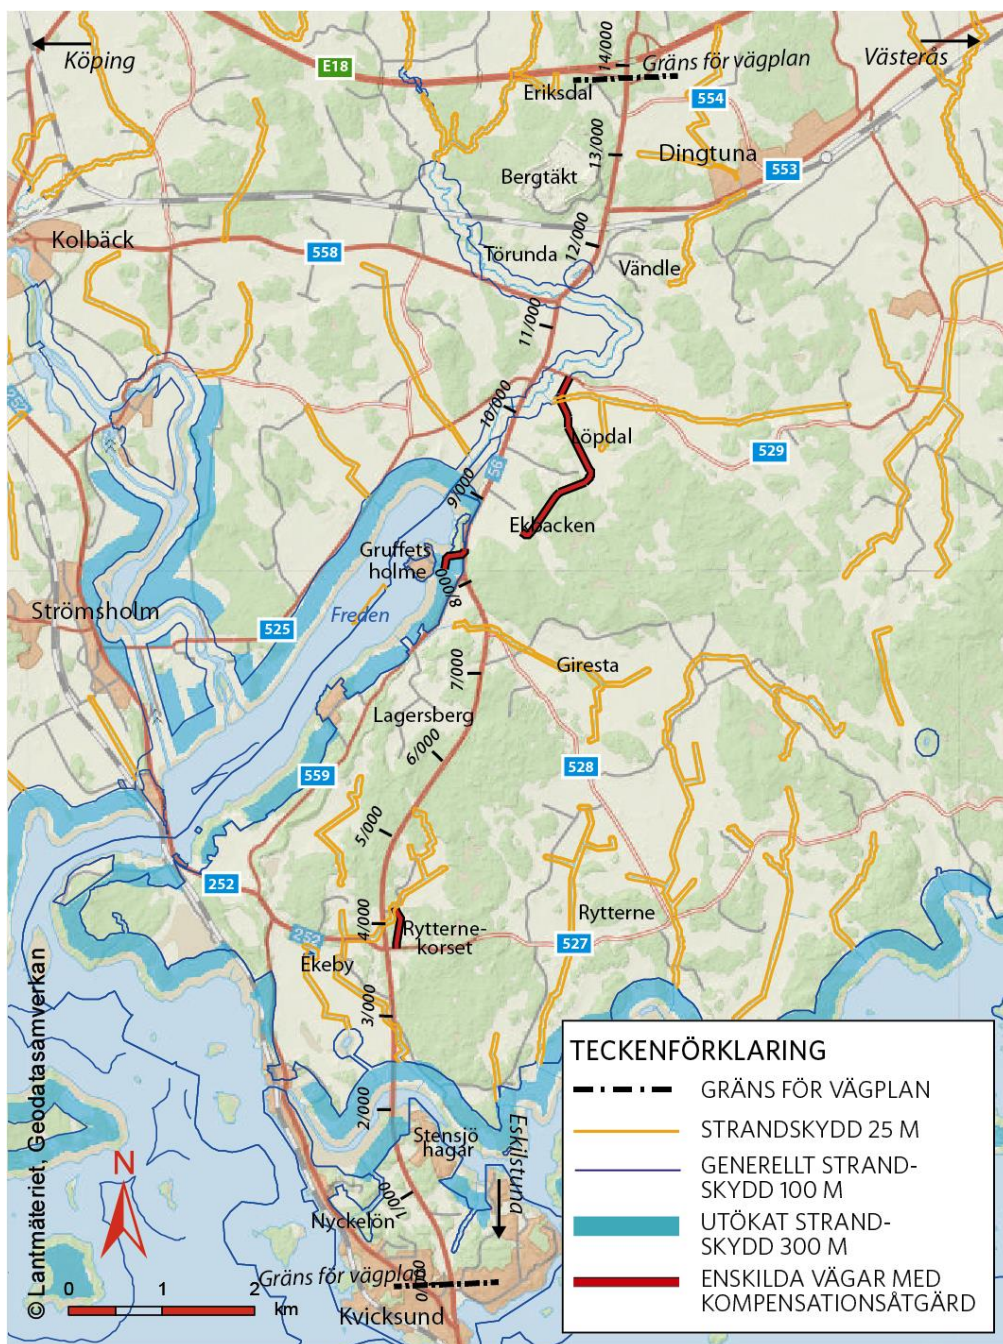 Köping
Västerås
E18
14/000
Gräns för vägplan
Eriksdal
554
13/000
Dingtuna
553
Bergtäkt
Kolbäck
558
Törunda
12/000
Vändle
11/000
252
10/000
Löpdal
529
56
9/000
Ekbacken
Gruffets
holme
8/000
Strömsholm
Freden
525
Giresta
7/000
Lagersberg
6/000
528
559
5/000
252
4/000
Rytterne
Rytterne-
korset
252
527
Ekeby
3/000
2/000
Stensjö
hagar
Eskilstuna
1/000
Nyckelön
Gräns för vägplan
0/000
Kvicksund
© Lantmäteriet, Geodatasamverkan
N
0 1 2
km
TECKENFÖRKLARING
GRÄNS FÖR VÄGPLAN
STRANDSKYDD 25 M
GENERELLT STRAND-
SKYDD 100 M
UTÖKAT STRAND-
SKYDD 300 M
ENSKILDA VÄGAR MED
KOMPENSATIONSÅTGÄRD